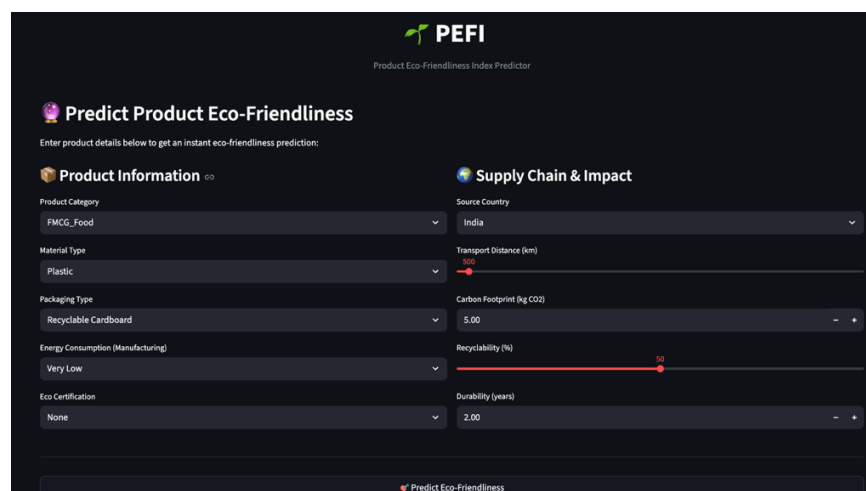 PEFI
Product Eco-Friendliness Index Predictor
Predict Product Eco-Friendliness
Enter product details below to get an instant eco-friendliness prediction:
Product Information
Product Category
FMCG_Food
Material Type
Plastic
Packaging Type
Recyclable Cardboard
Energy Consumption (Manufacturing)
Very Low
Eco Certification
None
Supply Chain & Impact
Source Country
India
Transport Distance (km)
500
Carbon Footprint (kg CO2)
5.00
Recyclability (%)
50
Durability (years)
2.00
Predict Eco-Friendliness